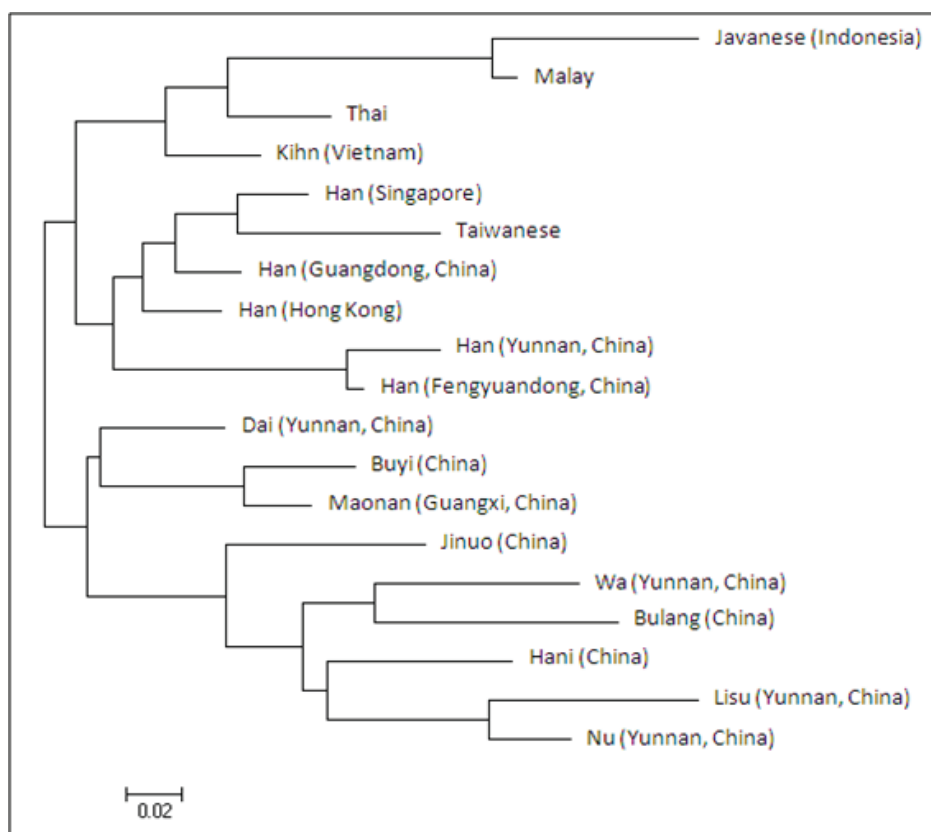 Javanese (Indonesia)
Malay
Thai
Kihn (Vietnam)
Han (Singapore)
Taiwanese
Han (Guangdong, China)
Han (Hong Kong)
Han (Yunnan, China)
Han (Fengyuandong, China)
Dai (Yunnan, China)
Buyi (China)
Maonan (Guangxi, China)
Jinuo (China)
Wa (Yunnan, China)
Bulang (China)
Hani (China)
Lisu (Yunnan, China)
Nu (Yunnan, China)
0.02